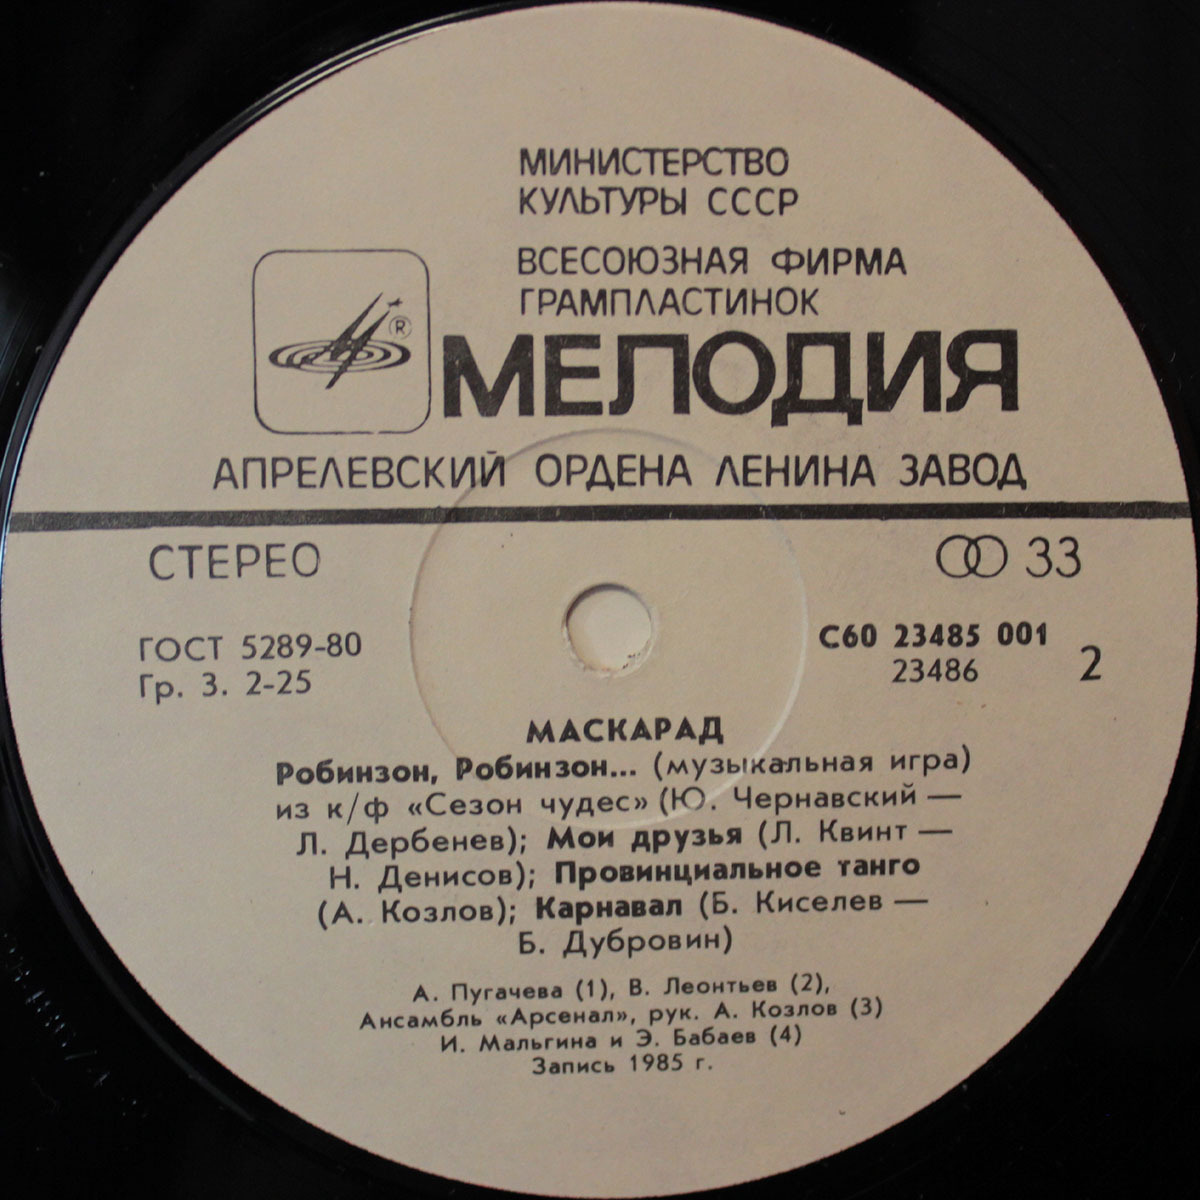 МИНИСТЕРСТВО
КУЛЬТУРЫ СССР
ВСЕСОЮЗНАЯ ФИРМА
ГРАМПЛАСТИНОК
®
МЕЛОДИЯ
АПРЕЛЕВСКИЙ ОРДЕНА ЛЕНИНА ЗАВОД
СТЕРЕО
33
ГОСТ 5289-80
Гр. 3. 2-25
С60 23485 001
23486
2
МАСКАРАД
Робинзон, Робинзон... (музыкальная игра)
из к/ф «Сезон чудес» (Ю. Чернавский —
Л. Дербенев); Мои друзья (Л. Квинт —
Н. Денисов); Провинциальное танго
(А. Козлов); Карнавал (Б. Киселев —
Б. Дубровин)
А. Пугачева (1), В. Леонтьев (2),
Ансамбль «Арсенал», рук. А. Козлов (3)
И. Мальгина и Э. Бабаев (4)
Запись 1985 г.